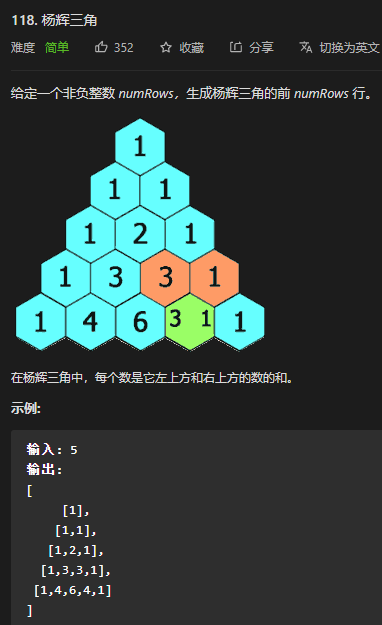 118. 杨辉三角
难度 简单 352 收藏 分享 切换为英文
给定一个非负整数 numRows，生成杨辉三角的前 numRows 行。
1
1 1
1 2 1
1 3 3 1
1 4 6 3 1 1
在杨辉三角中，每个数是它左上方和右上方的数的和。
示例:
输入: 5
输出:
[
[1],
[1,1],
[1,2,1],
[1,3,3,1],
[1,4,6,4,1]
]